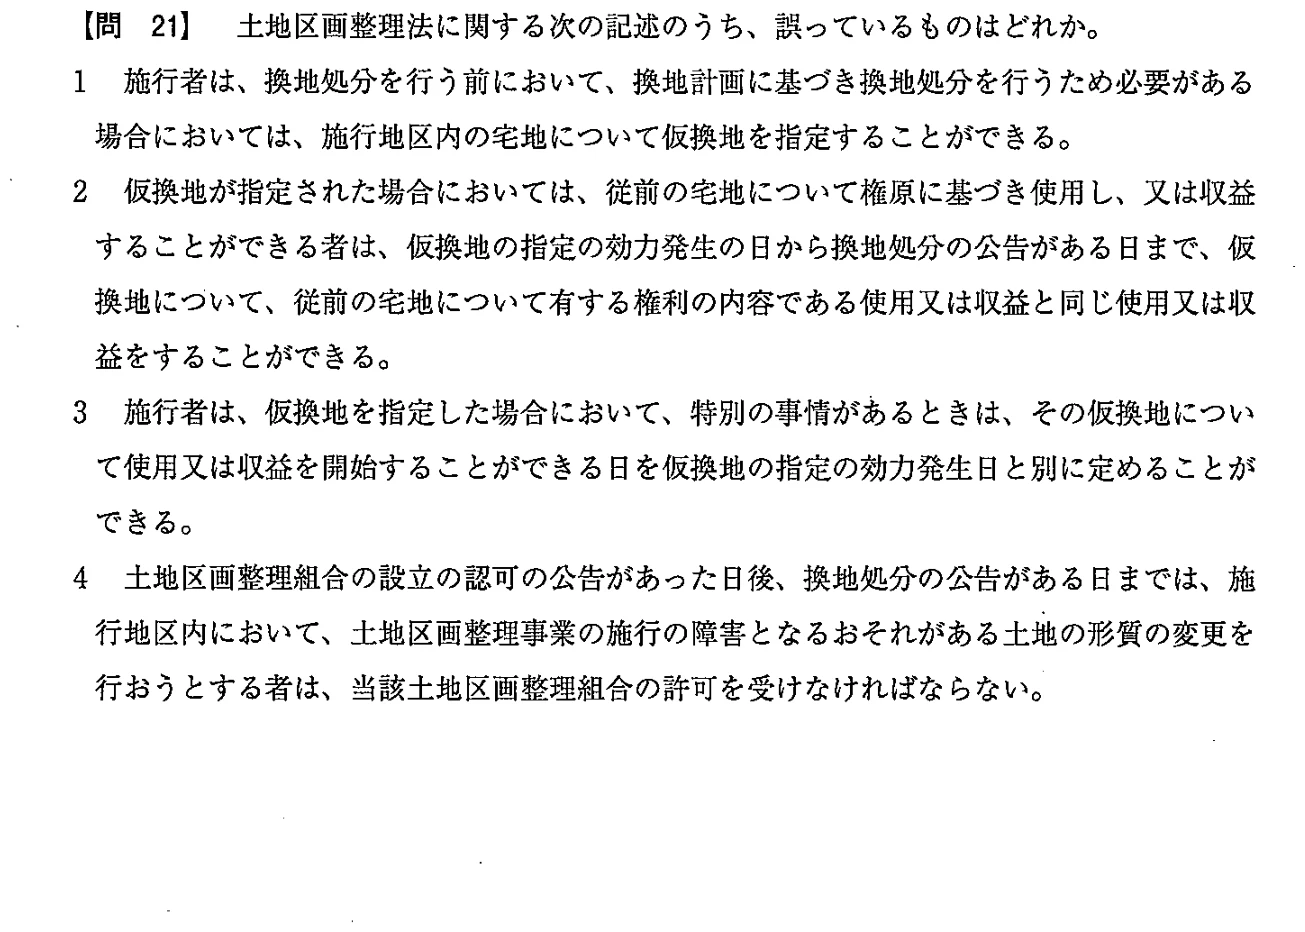 【問　21】　土地区画整理法に関する次の記述のうち、誤っているものはどれか。
1　施行者は、換地処分を行う前において、換地計画に基づき換地処分を行うため必要がある
場合においては、施行地区内の宅地について仮換地を指定することができる。
2　仮換地が指定された場合においては、従前の宅地について権原に基づき使用し、又は収益
することができる者は、仮換地の指定の効力発生の日から換地処分の公告がある日まで、仮
換地について、従前の宅地について有する権利の内容である使用又は収益と同じ使用又は収
益をすることができる。
3　施行者は、仮換地を指定した場合において、特別の事情があるときは、その仮換地につい
て使用又は収益を開始することができる日を仮換地の指定の効力発生日と別に定めることが
できる。
4　土地区画整理組合の設立の認可の公告があった日後、換地処分の公告がある日までは、施
行地区内において、土地区画整理事業の施行の障害となるおそれがある土地の形質の変更を
行おうとする者は、当該土地区画整理組合の許可を受けなければならない。